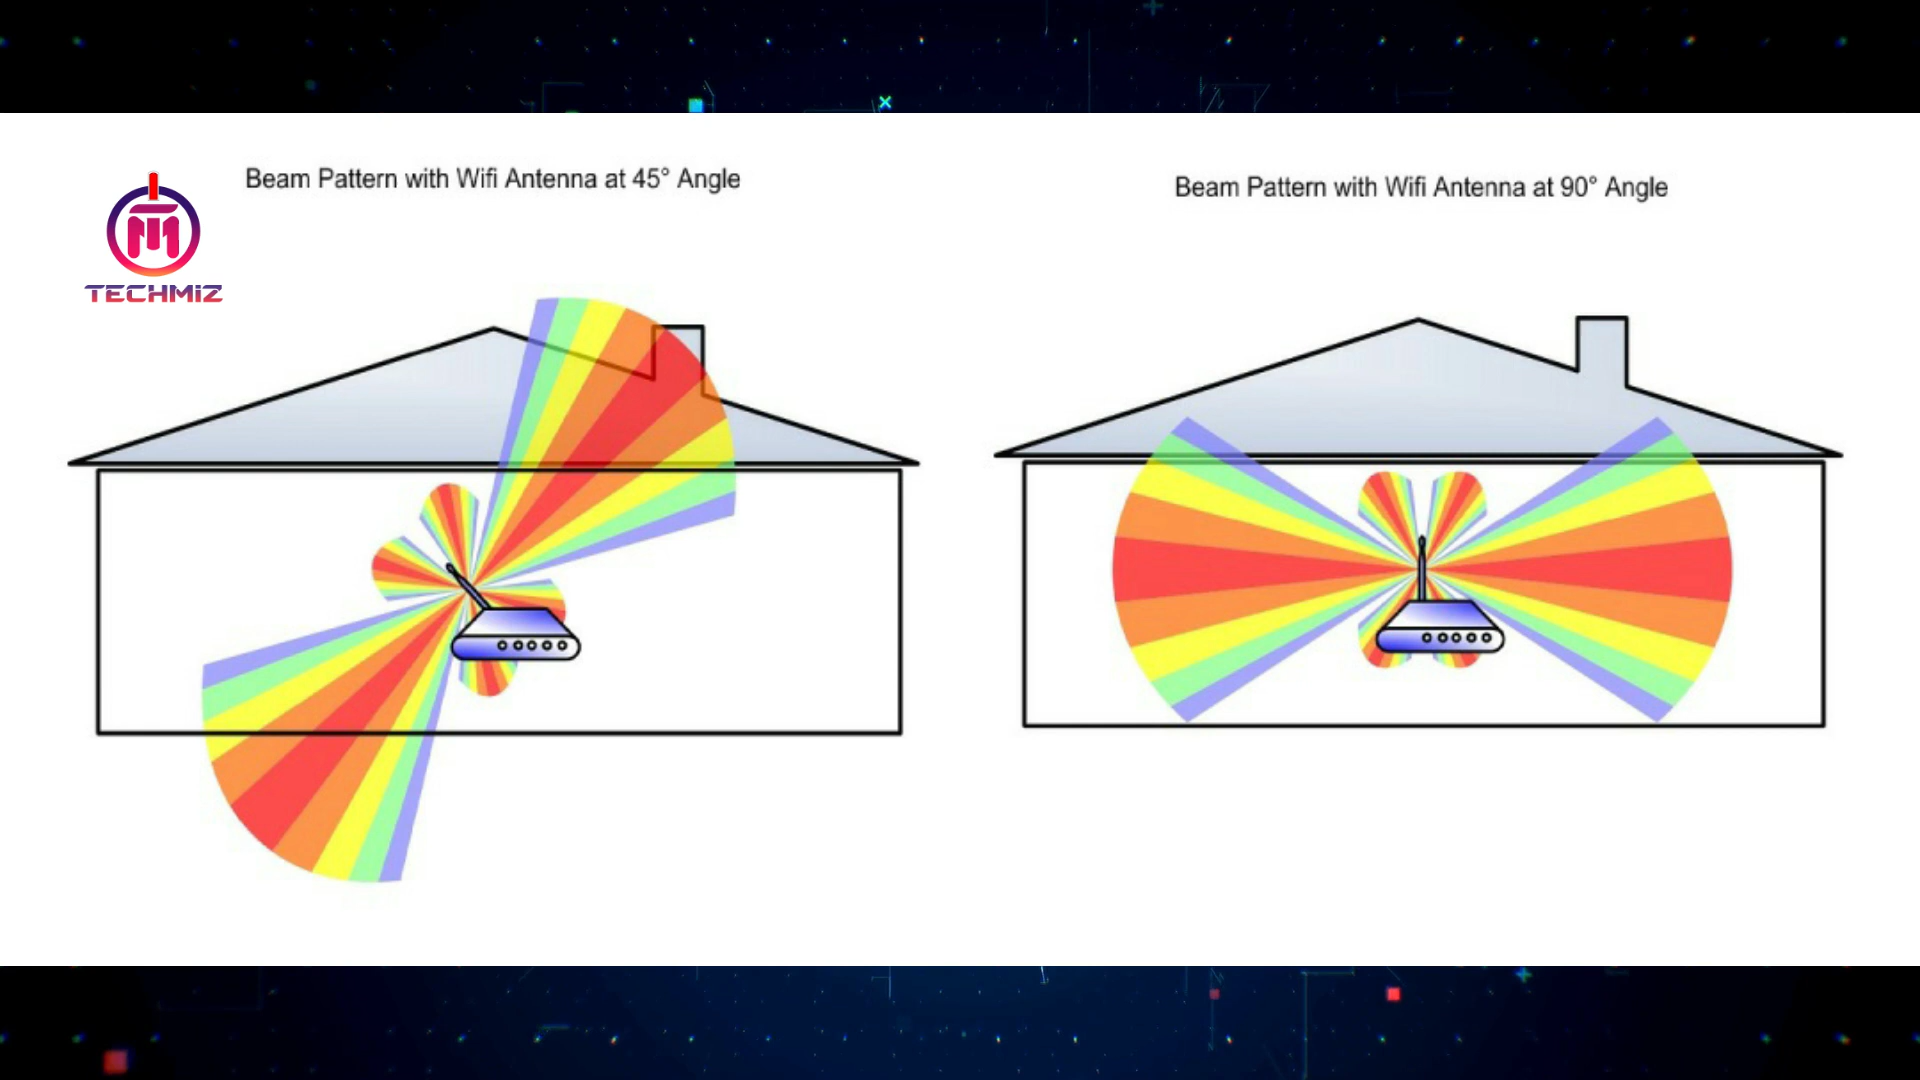 Beam Pattern with Wifi Antenna at 45° Angle
Beam Pattern with Wifi Antenna at 90° Angle
TECHMiZ